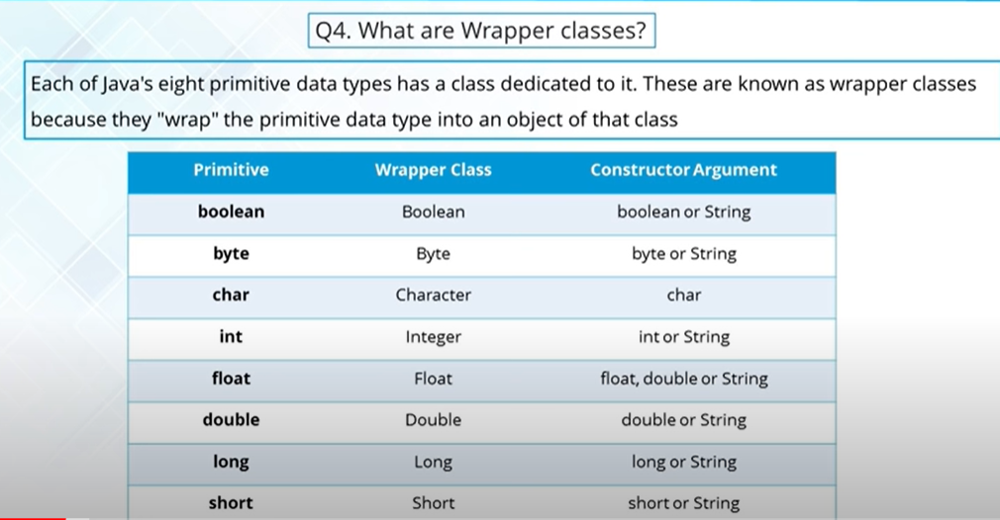 Q4. What are Wrapper classes?
Each of Java's eight primitive data types has a class dedicated to it. These are known as wrapper classes
because they "wrap" the primitive data type into an object of that class
Primitive Wrapper Class Constructor Argument
boolean Boolean boolean or String
byte Byte byte or String
char Character char
int Integer int or String
float Float float, double or String
double Double double or String
long Long long or String
short Short short or String